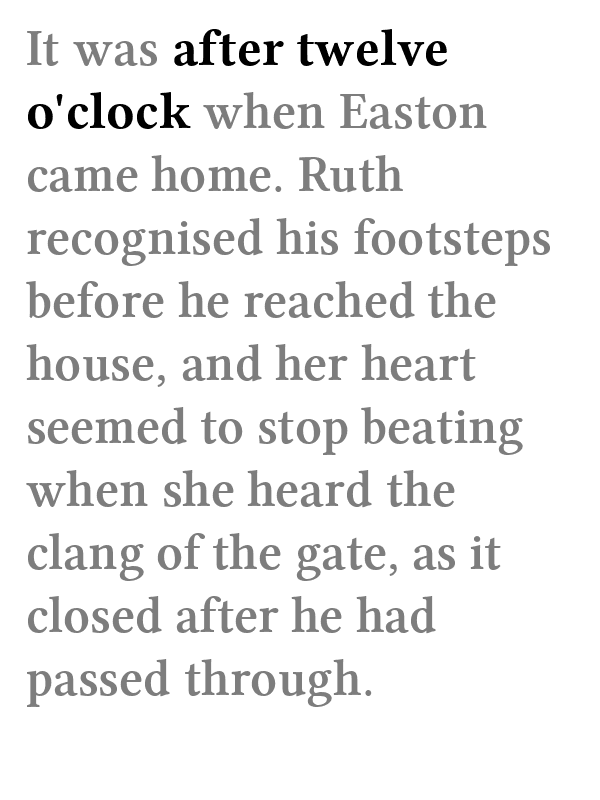 It was after twelve
o'clock when Easton
came home. Ruth
recognised his footsteps
before he reached the
house, and her heart
seemed to stop beating
when she heard the
clang of the gate, as it
closed after he had
passed through.